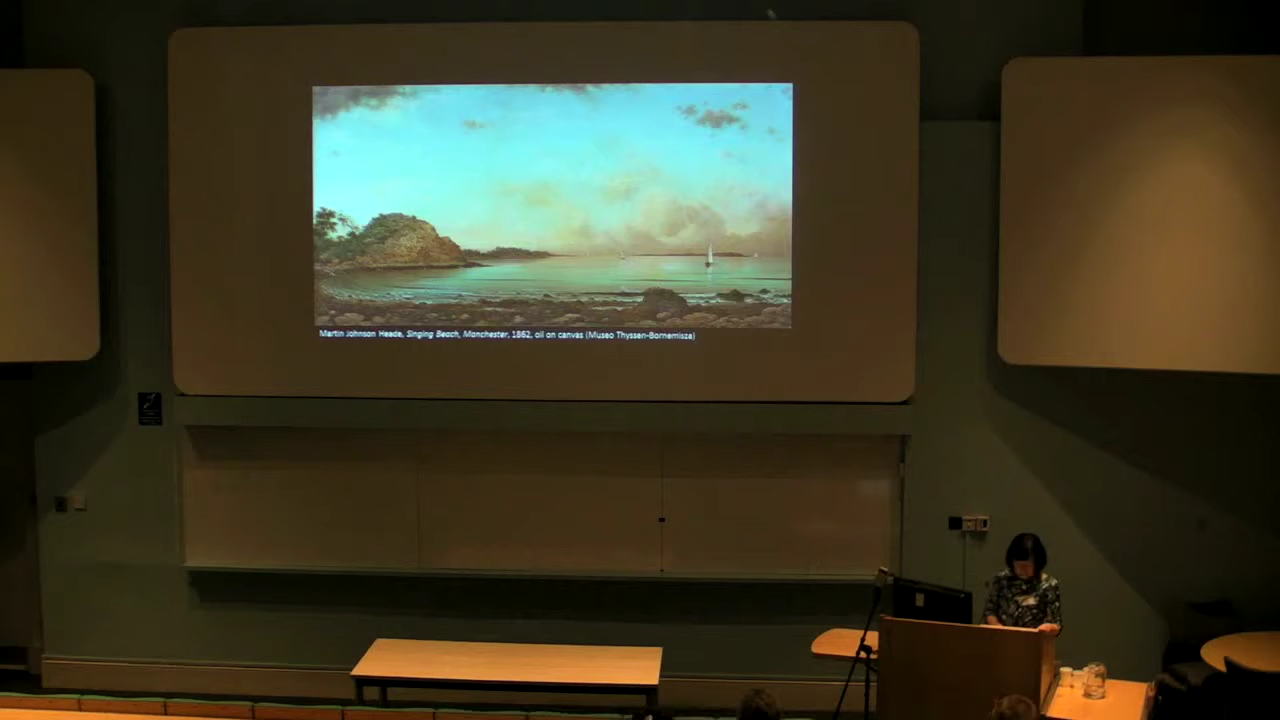 Martin Johnson Heade, Singing Beach, Manchester, 1862, oil on canvas (Museo Thyssen-Bornemisza)